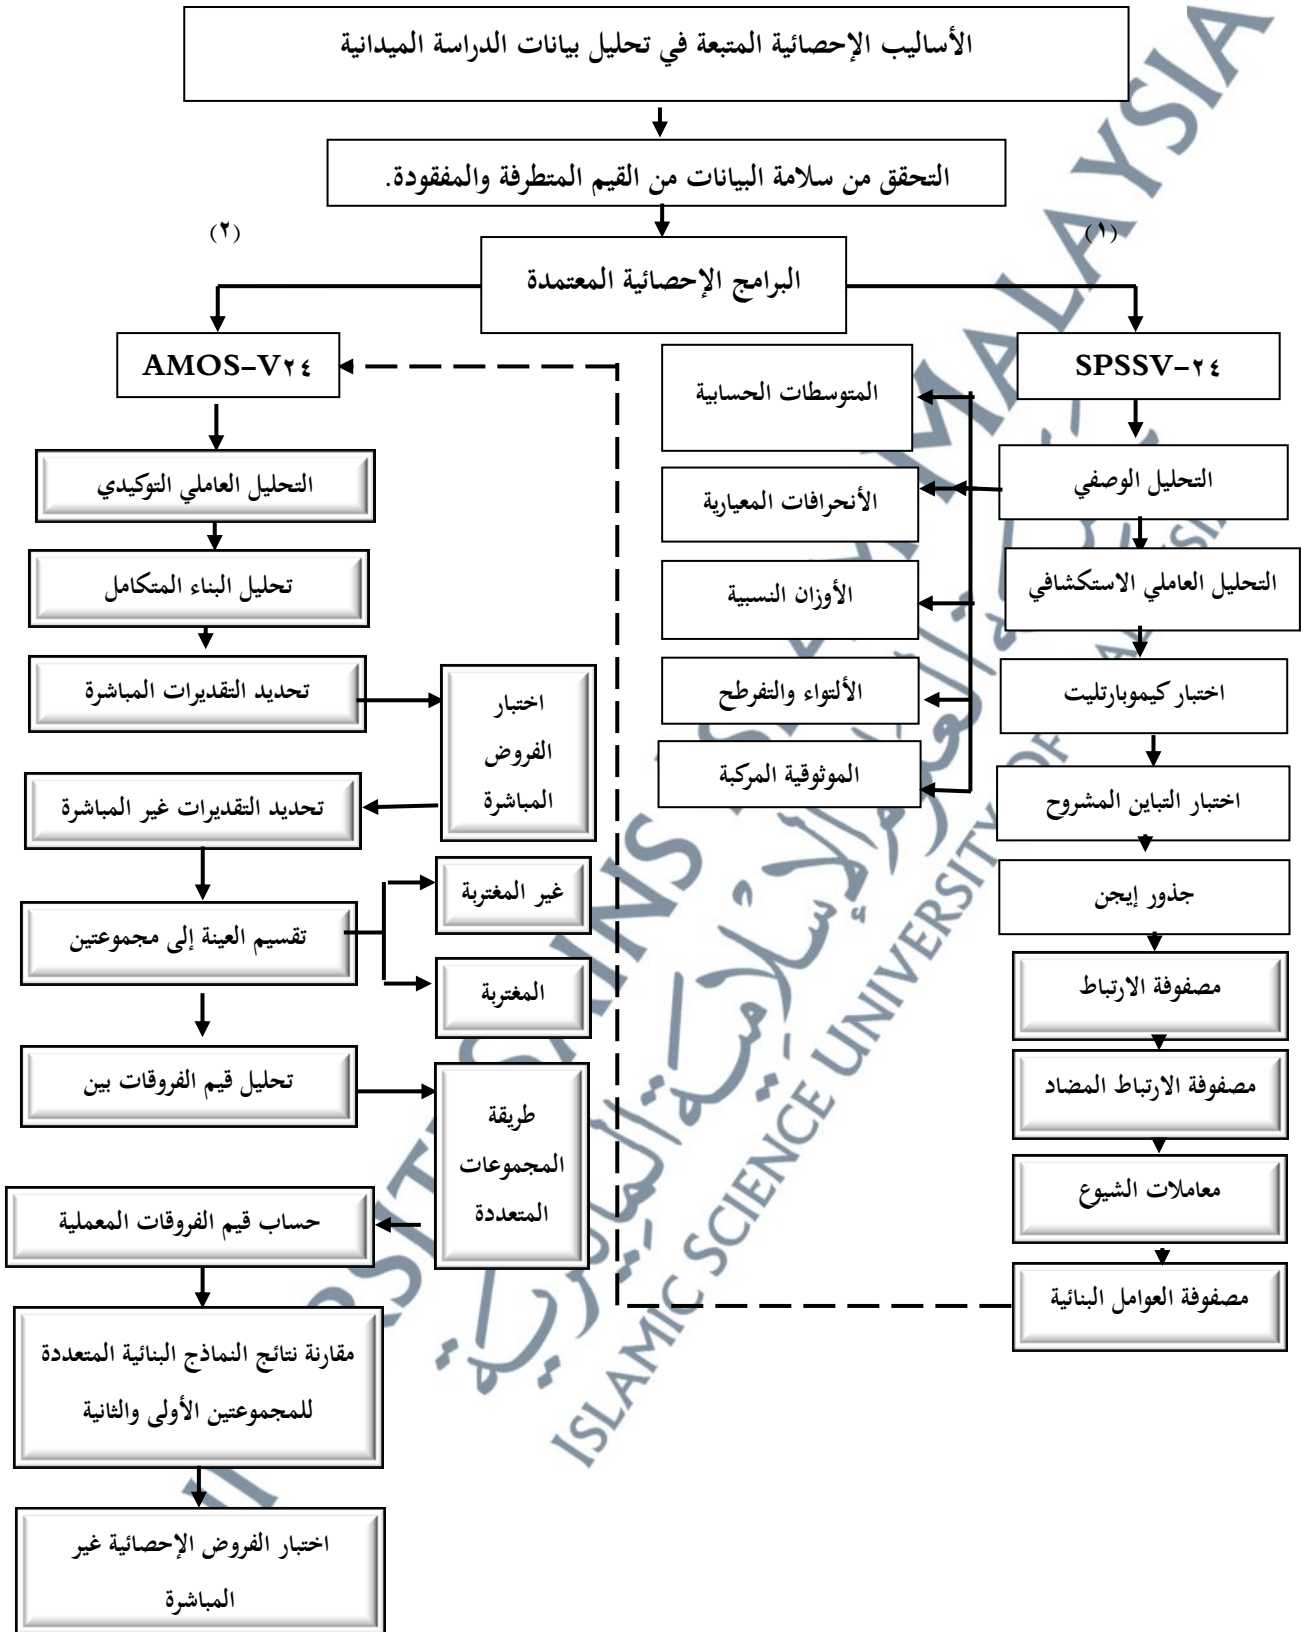 الأساليب الإحصائية المتبعة في تحليل بيانات الدراسة الميدانية
التحقق من سلامة البيانات من القيم المتطرفة والمفقودة.
(١)
(٢)
البرامج الإحصائية المعتمدة
SPSSV-٢٤
التحليل الوصفي
المتوسطات الحسابية
الأنحرافات المعيارية
الأوزان النسبية
الألتواء والتفرطح
الموثوقية المركبة
التحليل العاملي الاستكشافي
اختبار كيموبارتليت
اختبار التباين المشروح
جذور إيجن
مصفوفة الارتباط
مصفوفة الارتباط المضاد
معاملات الشيوع
مصفوفة العوامل البنائية
AMOS-V٢٤
التحليل العاملي التوكيدي
تحليل البناء المتكامل
تحديد التقديرات المباشرة
اختبار
الفروض
المباشرة
تحديد التقديرات غير المباشرة
تقسيم العينة إلى مجموعتين
غير المغتربة
المغتربة
تحليل قيم الفروقات بين
طريقة
المجموعات
المتعددة
حساب قيم الفروقات المعملية
مقارنة نتائج النماذج البنائية المتعددة
للمجموعتين الأولى والثانية
اختبار الفروض الإحصائية غير
المباشرة
ISLAMIC SCIENCE UNIVERSITY OF MALAYSIA